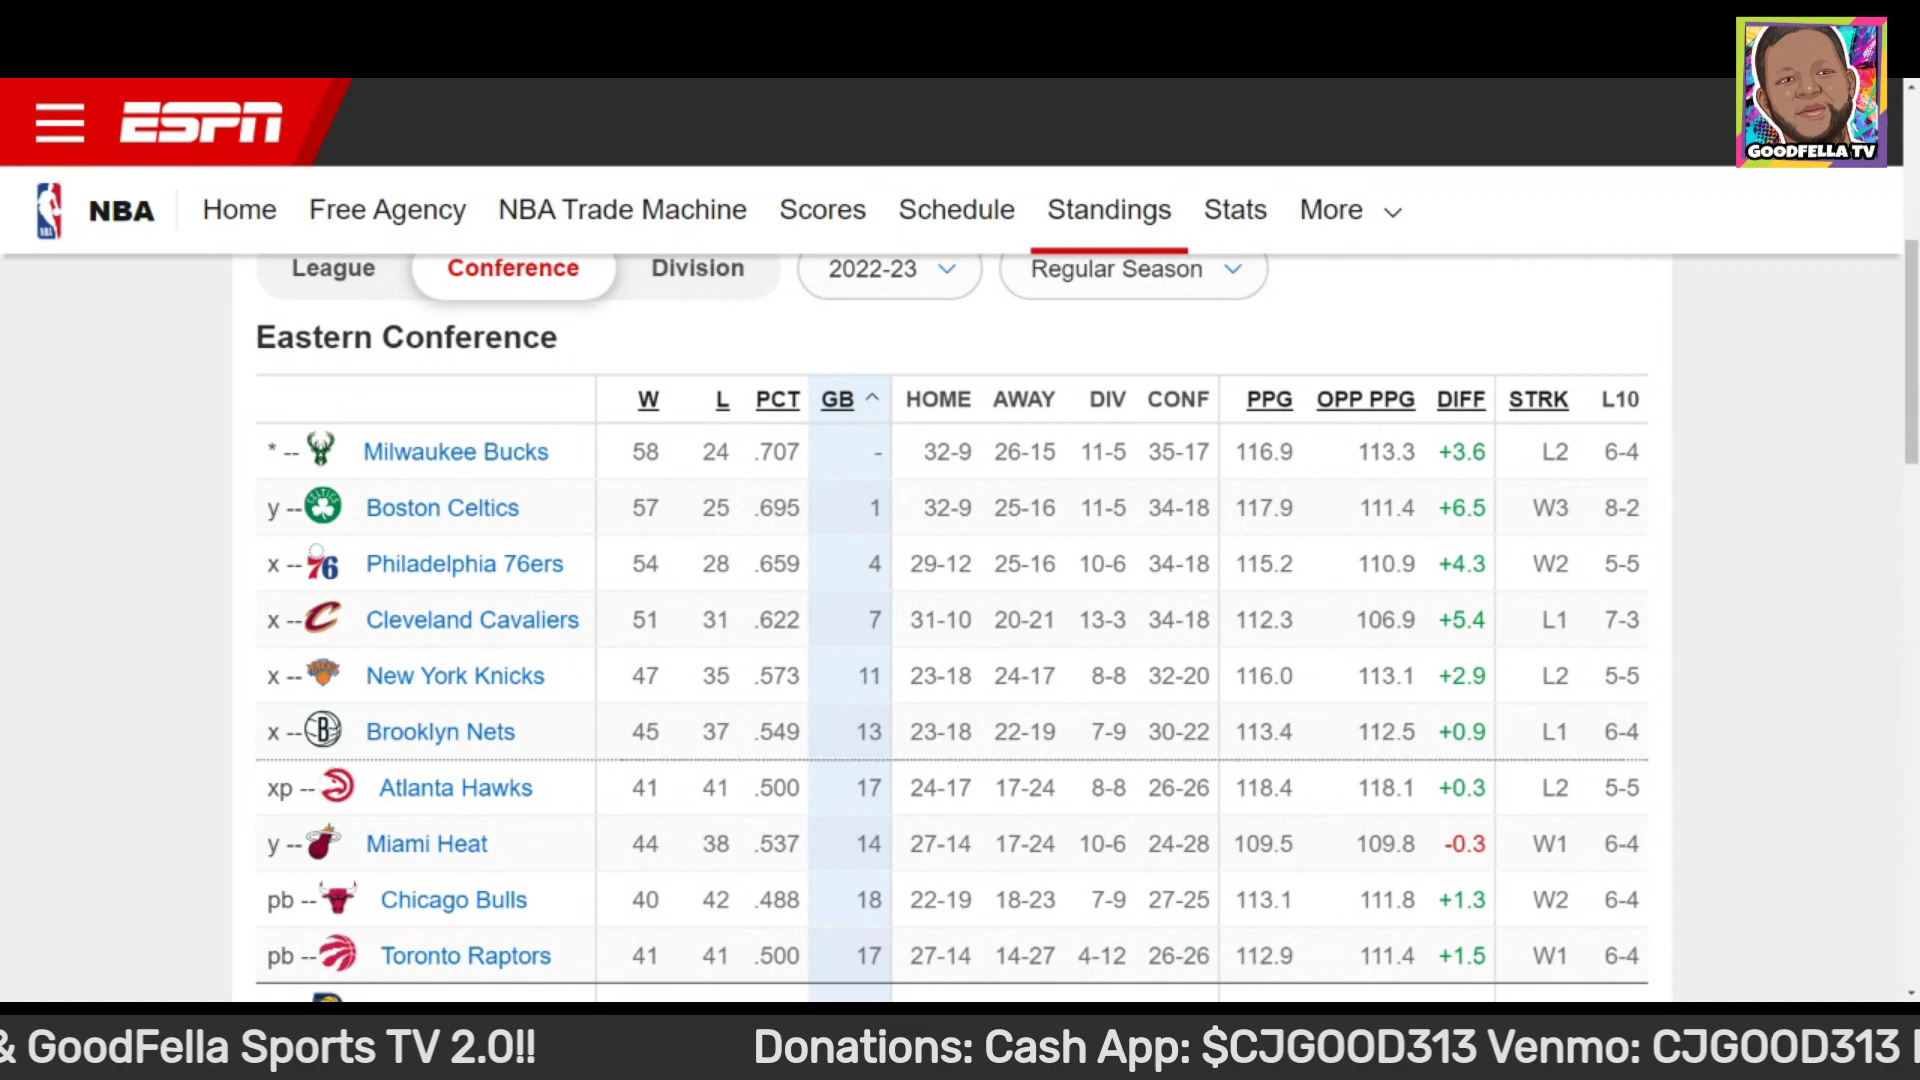 GOODFELLA TV
ESPN
NBA Home Free Agency NBA Trade Machine Scores Schedule Standings Stats More
League Conference Division 2022-23 Regular Season
Eastern Conference
W L PCT GB HOME AWAY DIV CONF PPG OPP PPG DIFF STRK L10
* -- Milwaukee Bucks 58 24 .707 - 32-9 26-15 11-5 35-17 116.9 113.3 +3.6 L2 6-4
y -- Boston Celtics 57 25 .695 1 32-9 25-16 11-5 34-18 117.9 111.4 +6.5 W3 8-2
x -- 76 Philadelphia 76ers 54 28 .659 4 29-12 25-16 10-6 34-18 115.2 110.9 +4.3 W2 5-5
x -- Cleveland Cavaliers 51 31 .622 7 31-10 20-21 13-3 34-18 112.3 106.9 +5.4 L1 7-3
x -- New York Knicks 47 35 .573 11 23-18 24-17 8-8 32-20 116.0 113.1 +2.9 L2 5-5
x -- B Brooklyn Nets 45 37 .549 13 23-18 22-19 7-9 30-22 113.4 112.5 +0.9 L1 6-4
xp -- Atlanta Hawks 41 41 .500 17 24-17 17-24 8-8 26-26 118.4 118.1 +0.3 L2 5-5
y -- Miami Heat 44 38 .537 14 27-14 17-24 10-6 24-28 109.5 109.8 -0.3 W1 6-4
pb -- Chicago Bulls 40 42 .488 18 22-19 18-23 7-9 27-25 113.1 111.8 +1.3 W2 6-4
pb -- Toronto Raptors 41 41 .500 17 27-14 14-27 4-12 26-26 112.9 111.4 +1.5 W1 6-4
& GoodFella Sports TV 2.0!! Donations: Cash App: $CJGOOD313 Venmo: CJGOOD313